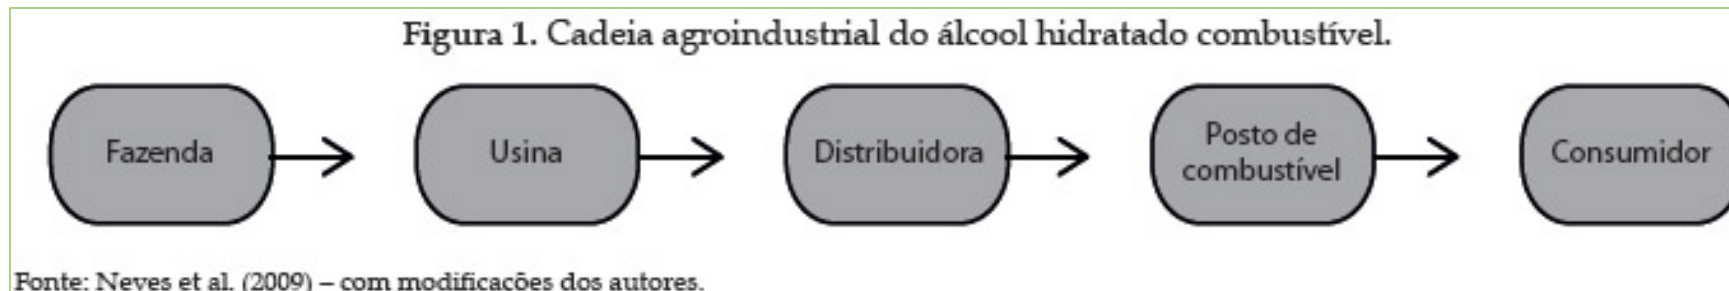 Figura 1. Cadeia agroindustrial do álcool hidratado combustível.
Fazenda
Usina
Distribuidora
Posto de
combustível
Consumidor
Fonte: Neves et al. (2009) – com modificações dos autores.